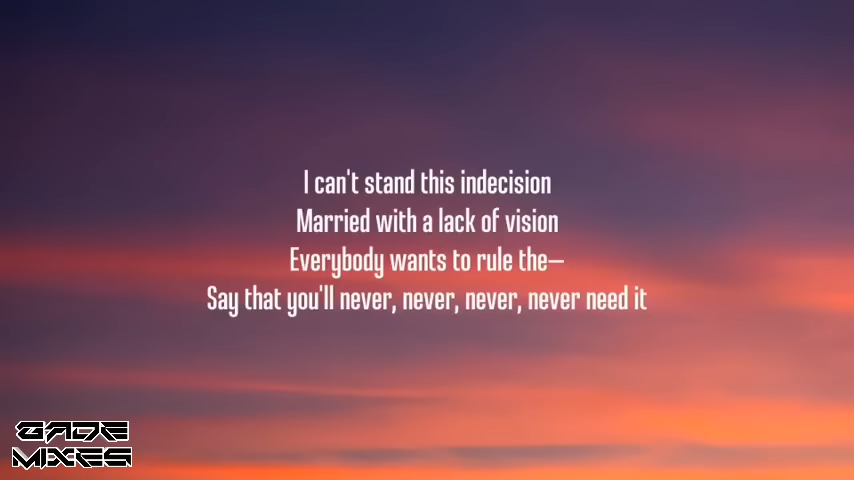 I can't stand this indecision
Married with a lack of vision
Everybody wants to rule the—
Say that you'll never, never, never, never need it
GADE
MIXES